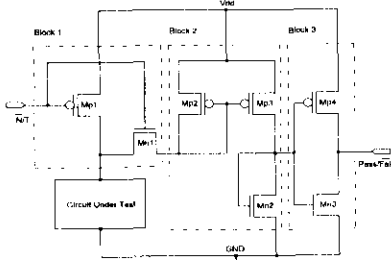 Vdd
Block 1
Block 2
Block 3
Mp1
Mp2
Mp3
Mp4
N/T
Mn1
Pass/Fail
Circuit Under Test
Mn2
Mn3
GND